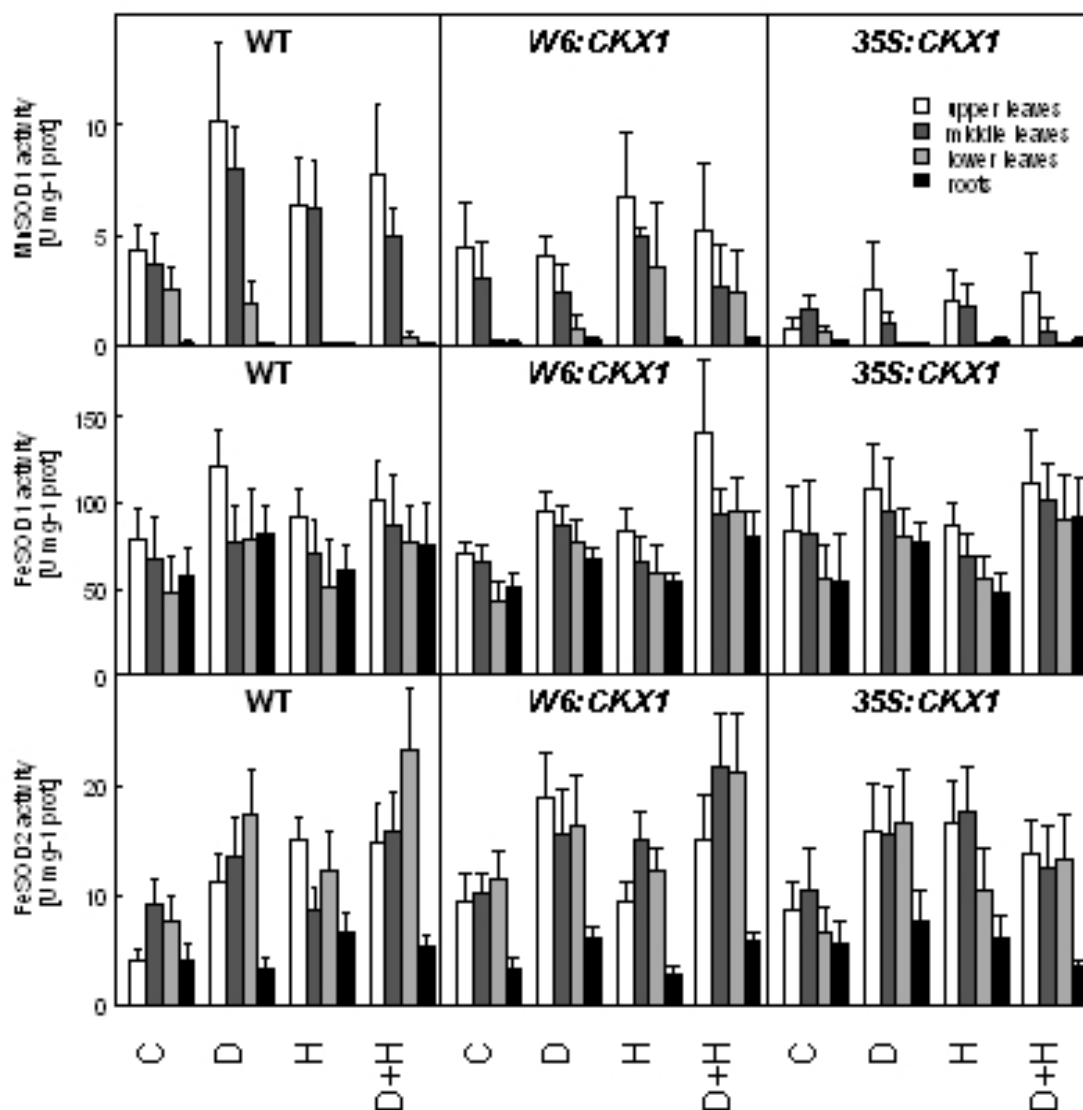 WT
W6:CKX1
35S:CKX1
upper leaves
middle leaves
lower leaves
roots
MnSOD1 activity
[U mg-1 prot]
10
5
0
WT
W6:CKX1
35S:CKX1
FeSOD1 activity
[U mg-1 prot]
150
100
50
0
WT
W6:CKX1
35S:CKX1
FeSOD2 activity
[U mg-1 prot]
20
10
0
C
D
H
D+H
C
D
H
D+H
C
D
H
D+H